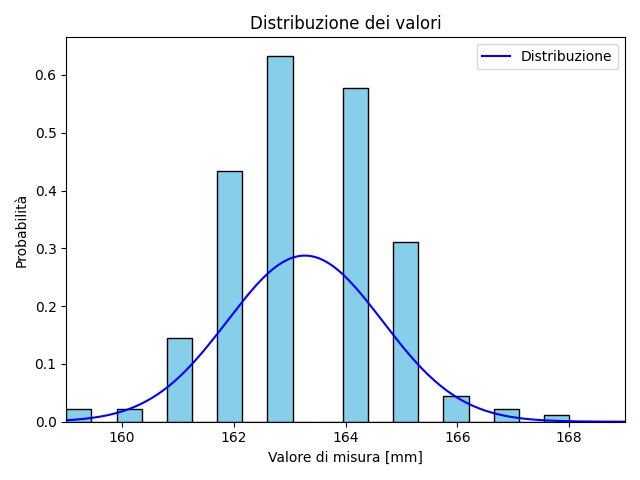 Distribuzione dei valori
Distribuzione
Probabilità
0.6
0.5
0.4
0.3
0.2
0.1
0.0
160 162 164 166 168
Valore di misura [mm]